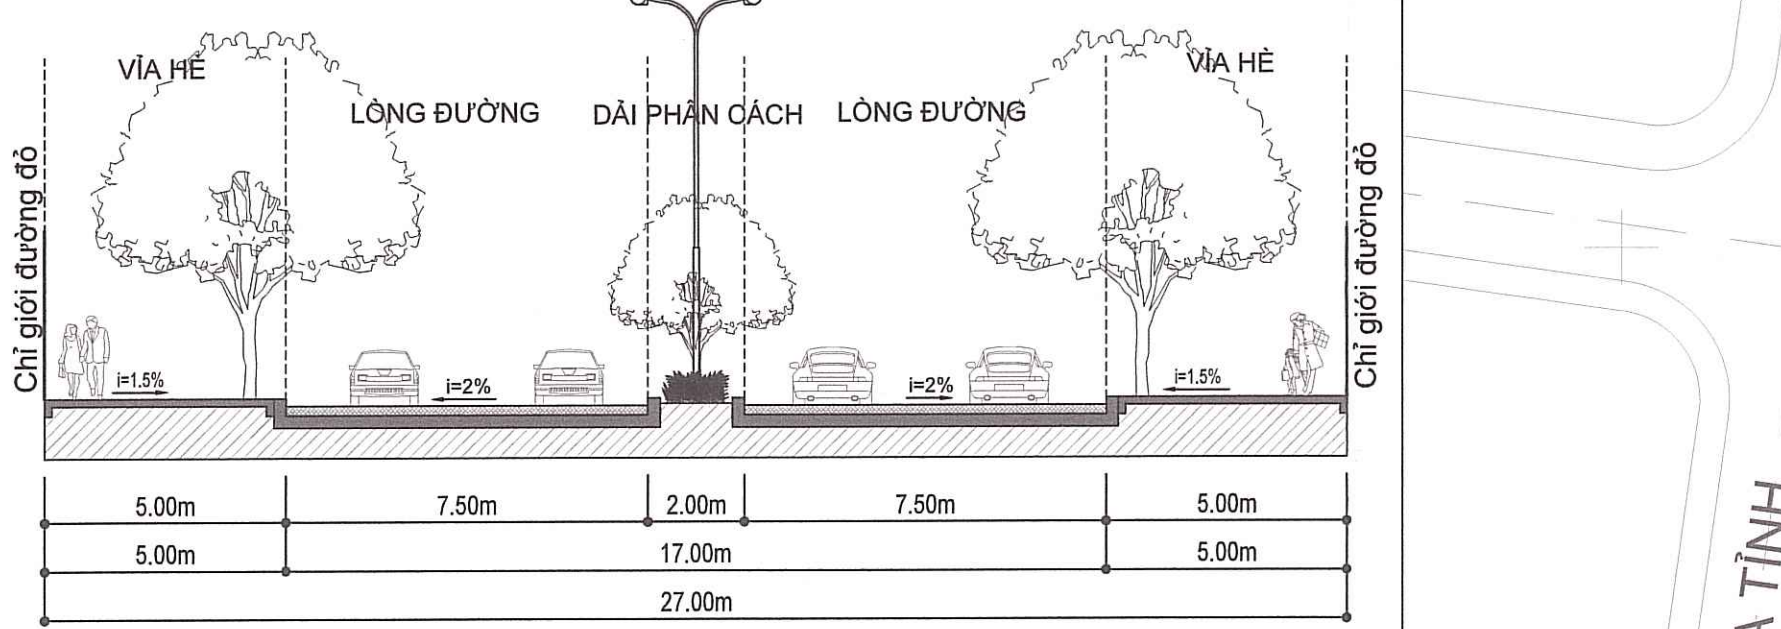 VỈA HÈ
VỈA HÈ
LÒNG ĐƯỜNG
DẢI PHÂN CÁCH
LÒNG ĐƯỜNG
Chỉ giới đường đỏ
Chỉ giới đường đỏ
i=1.5%
i=2%
i=2%
i=1.5%
5.00m
7.50m
2.00m
7.50m
5.00m
5.00m
17.00m
5.00m
27.00m
TỈNH